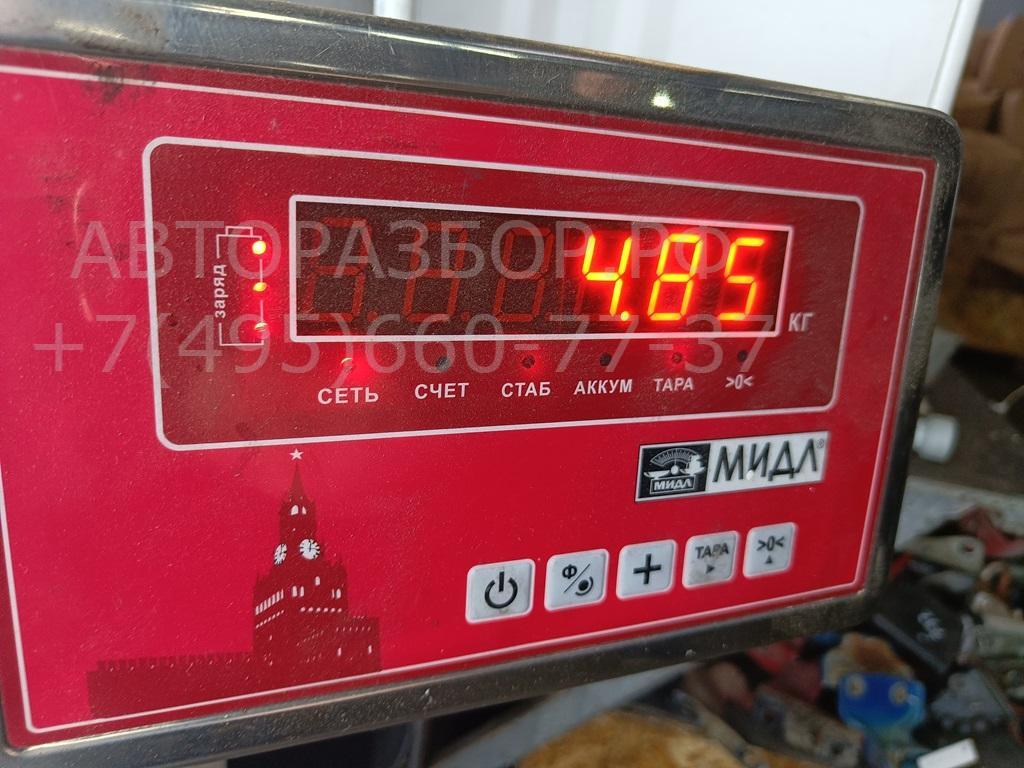 АВТОРАЗБОР.РФ
заряд
4.85
КГ
+7(495)660-77-37
СЕТЬ СЧЕТ СТАБ АККУМ ТАРА >0<
МИДЛ МИДЛ®
Ф + ТАРА >0<